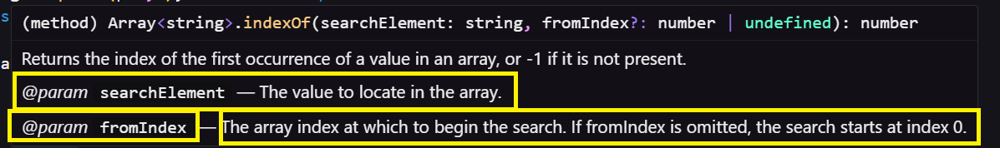 s
(method) Array<string>.indexOf(searchElement: string, fromIndex?: number | undefined): number
Returns the index of the first occurrence of a value in an array, or -1 if it is not present.
a
@param searchElement — The value to locate in the array.
@param fromIndex — The array index at which to begin the search. If fromIndex is omitted, the search starts at index 0.